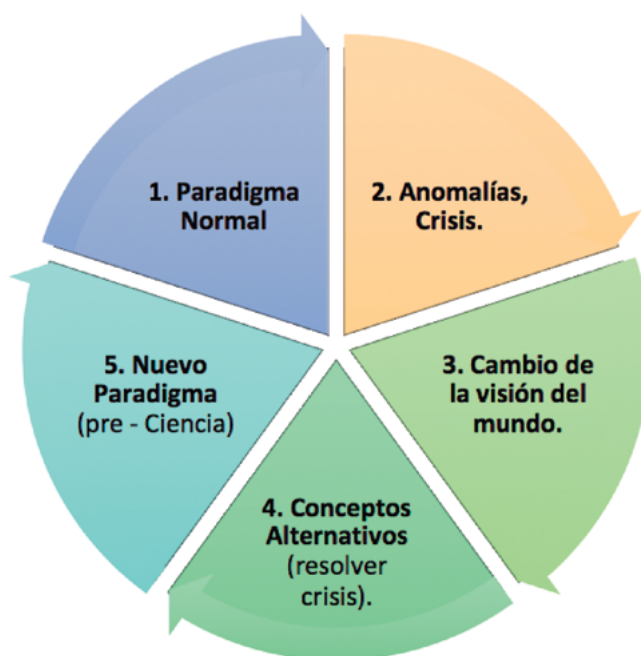 1. Paradigma
Normal
2. Anomalías,
Crisis.
3. Cambio de
la visión del
mundo.
4. Conceptos
Alternativos
(resolver
crisis).
5. Nuevo
Paradigma
(pre - Ciencia)